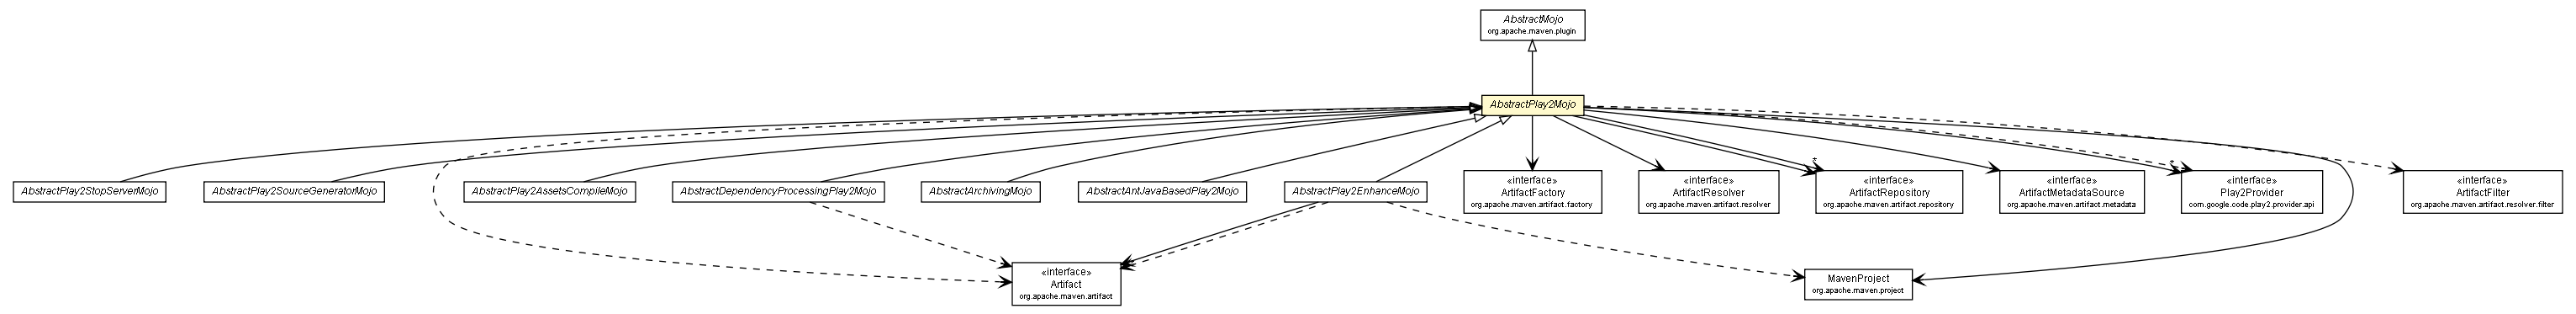 AbstractMojo
org.apache.maven.plugin
AbstractPlay2Mojo
AbstractPlay2StopServerMojo
AbstractPlay2SourceGeneratorMojo
AbstractPlay2AssetsCompileMojo
AbstractDependencyProcessingPlay2Mojo
AbstractArchivingMojo
AbstractAntJavaBasedPlay2Mojo
AbstractPlay2EnhanceMojo
«interface»
ArtifactFactory
org.apache.maven.artifact.factory
«interface»
ArtifactResolver
org.apache.maven.artifact.resolver
*
«interface»
ArtifactRepository
org.apache.maven.artifact.repository
«interface»
ArtifactMetadataSource
org.apache.maven.artifact.metadata
*
«interface»
Play2Provider
com.google.code.play2.provider.api
«interface»
ArtifactFilter
org.apache.maven.artifact.resolver.filter
«interface»
Artifact
org.apache.maven.artifact
MavenProject
org.apache.maven.project